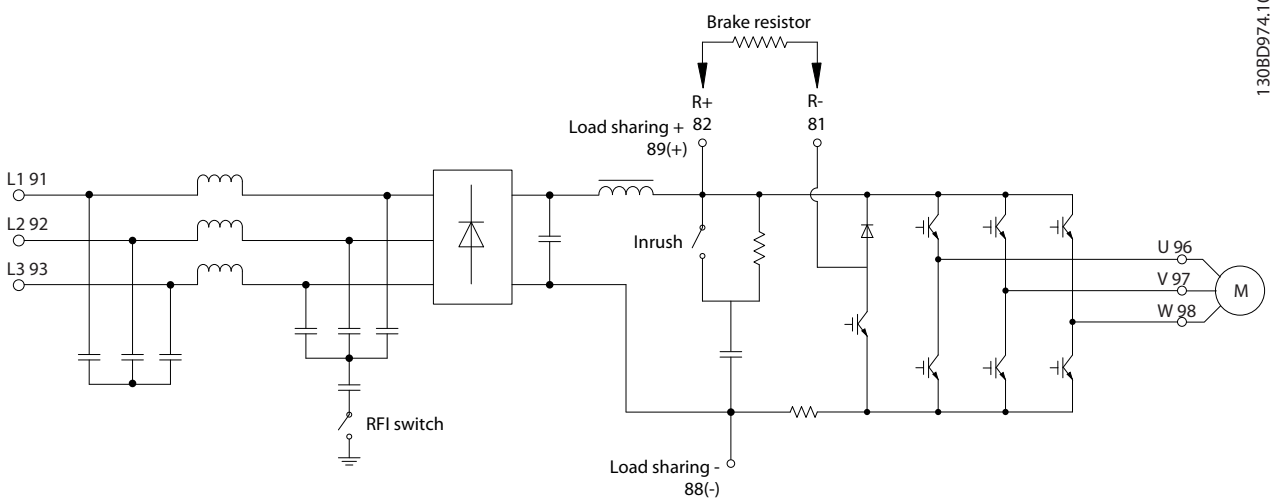 Brake resistor
130BD974.10
R+
82
R-
81
Load sharing +
89(+)
L1 91
L2 92
L3 93
Inrush
U 96
V 97
W 98
M
RFI switch
Load sharing -
88(-)